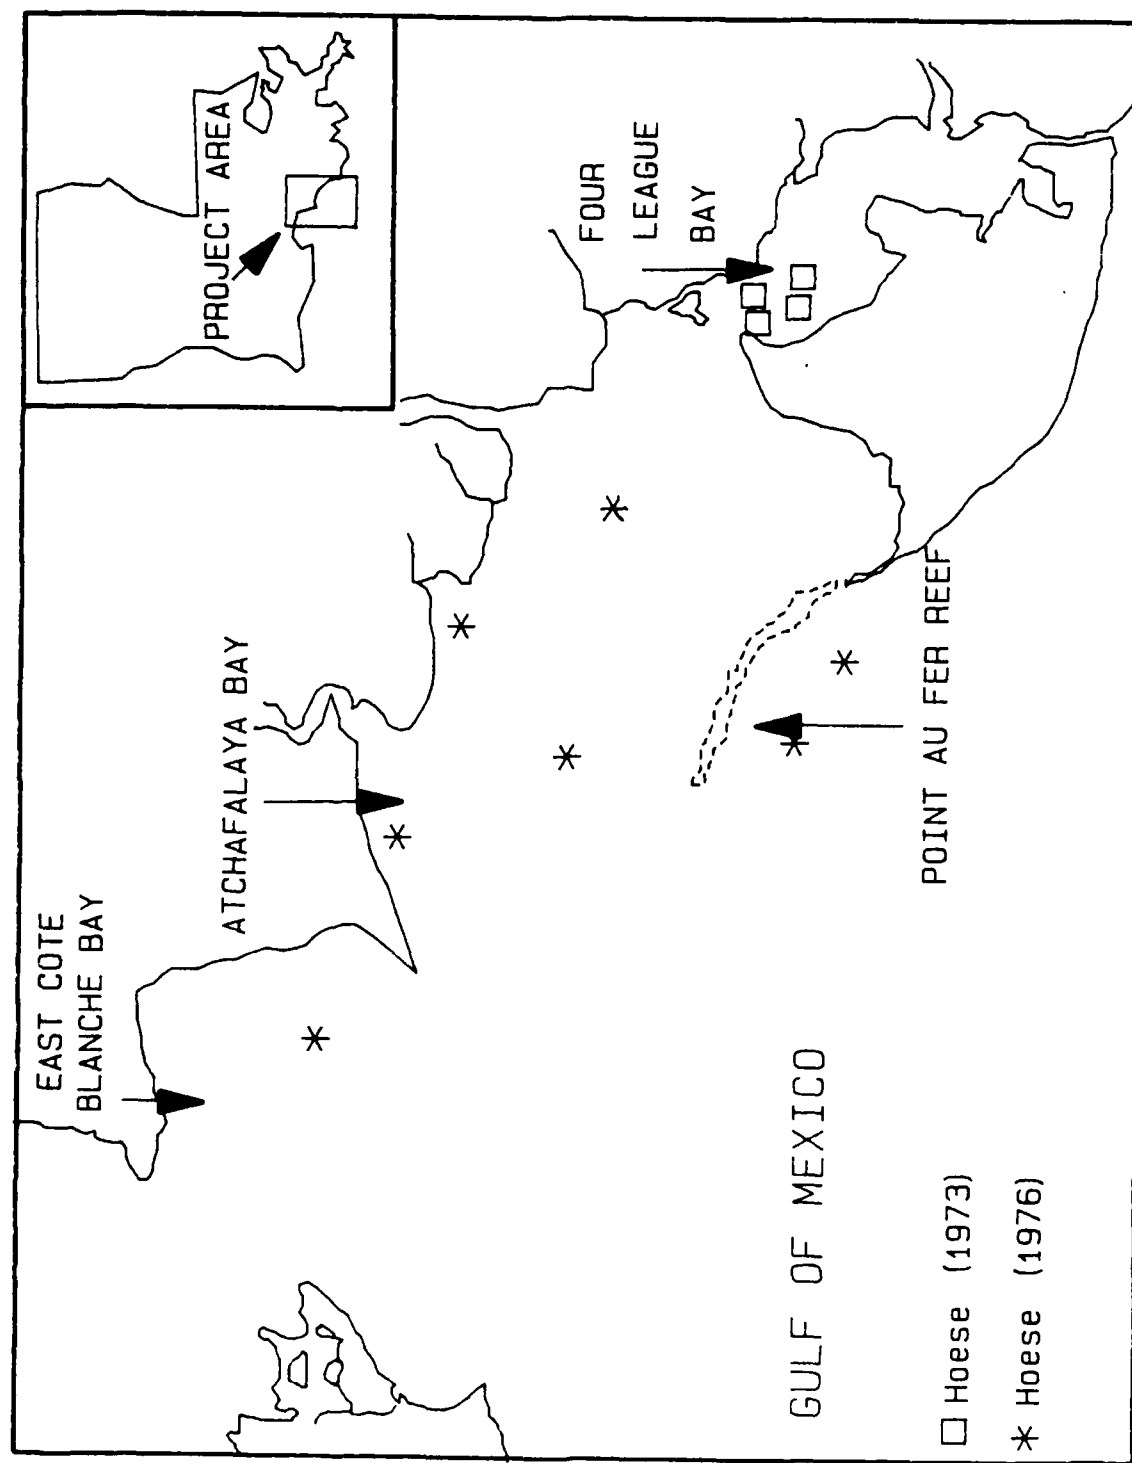 PROJECT AREA
EAST COTE
BLANCHE BAY
ATCHAFALAYA BAY
FOUR
LEAGUE
BAY
GULF OF MEXICO
POINT AU FER REEF
□ Hoese (1973)
* Hoese (1976)